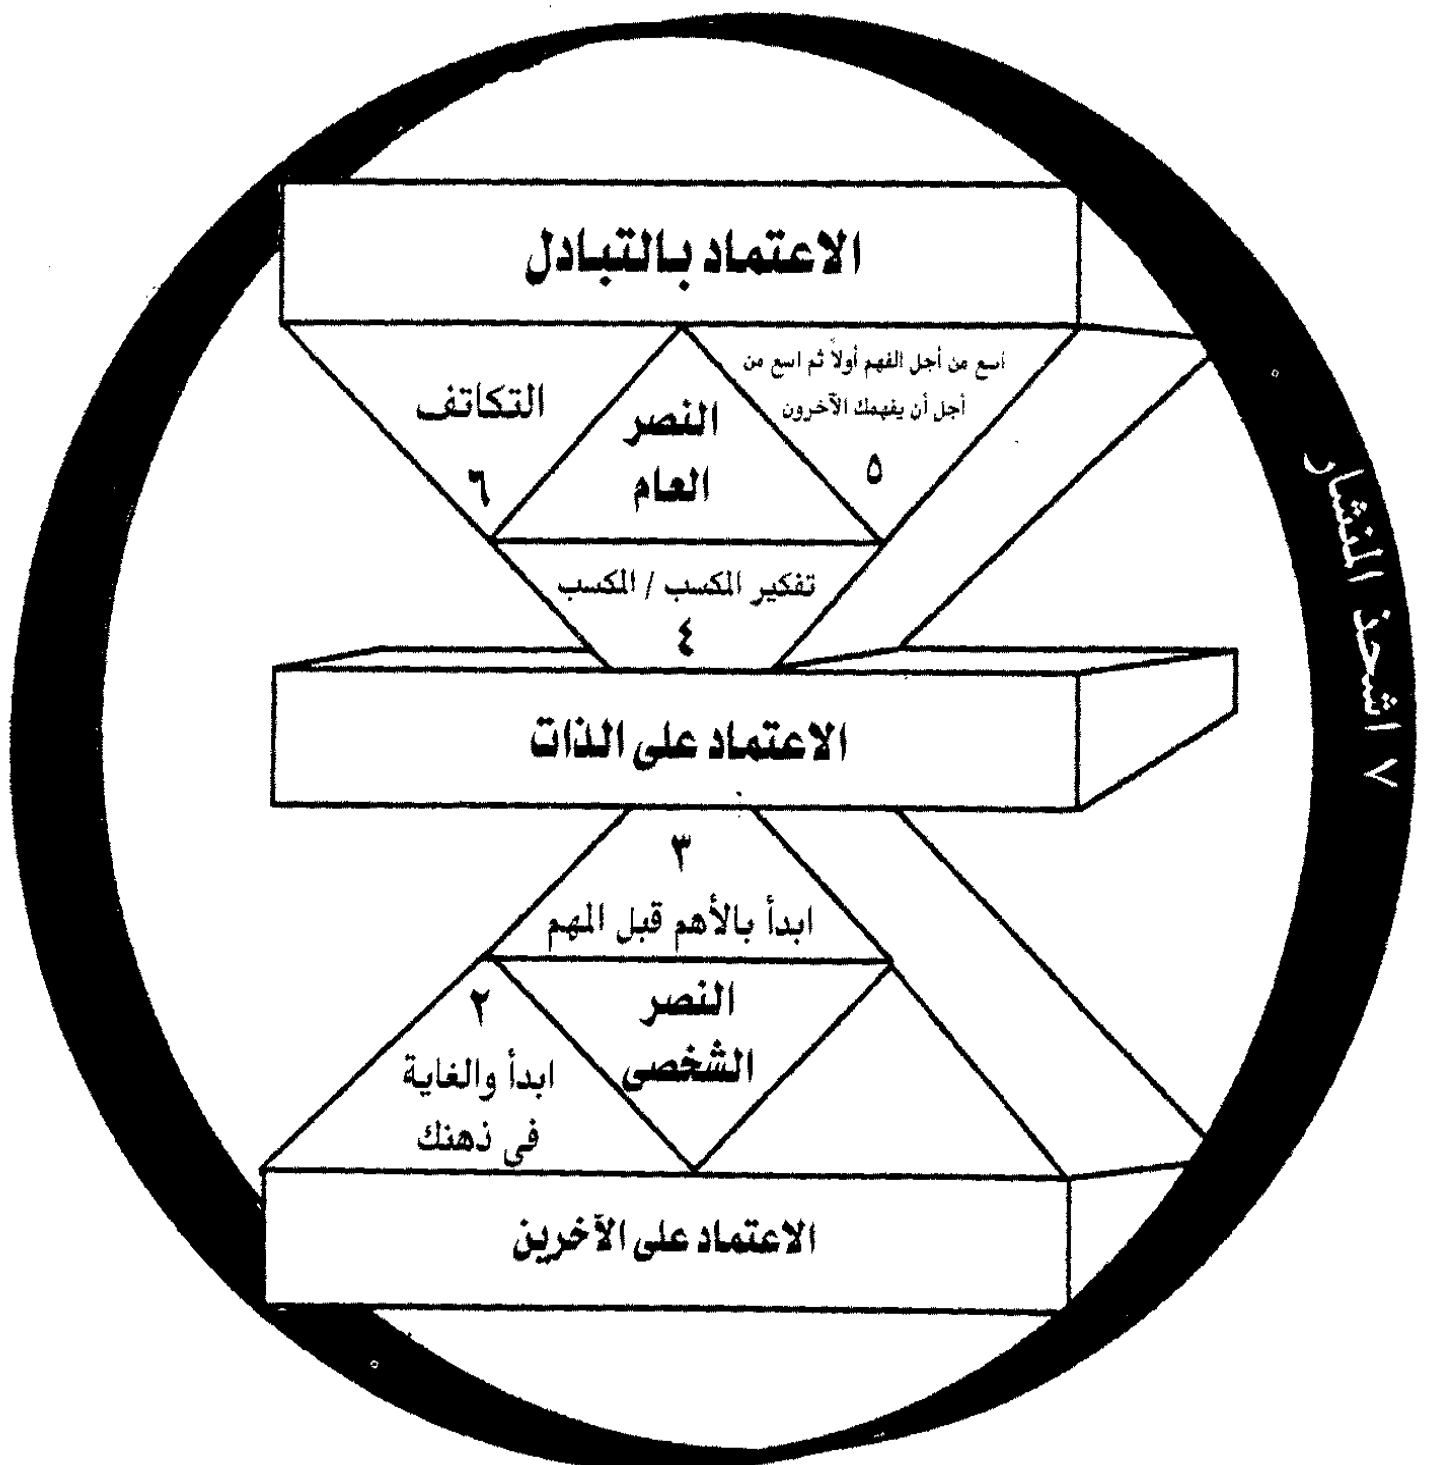 الاعتماد بالتبادل
اسع من أجل الفهم أولاً ثم اسع من
أجل أن يفهمك الآخرون
٥
النصر
العام
التكاتف
٦
تفكير المكسب / المكسب
٤
الاعتماد على الذات
٣
ابدأ بالأهم قبل المهم
النصر
الشخصى
٢
ابدأ والغاية
فى ذهنك
الاعتماد على الآخرين
٧ اشحذ المنشار